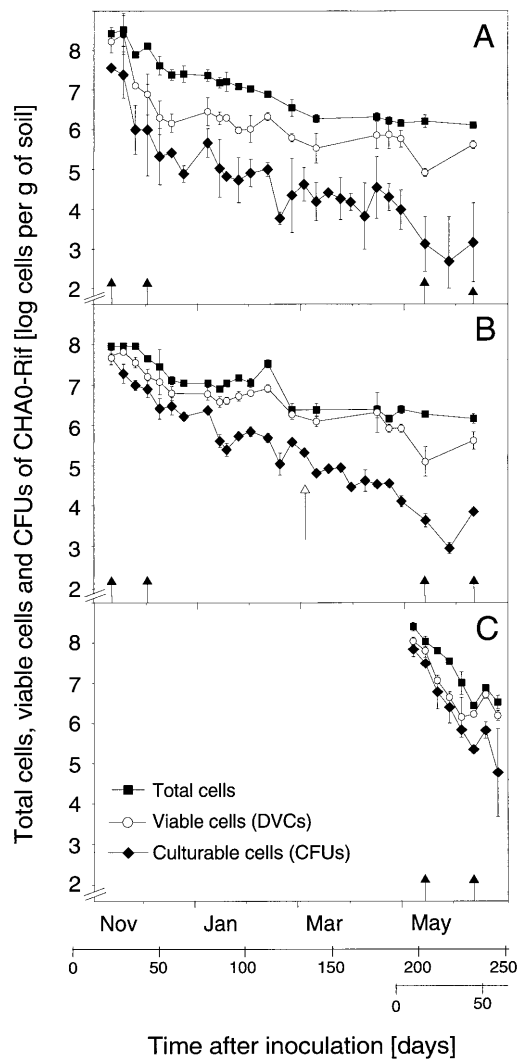 Total cells, viable cells and CFUs of CHA0-Rif [log cells per g of soil]
A
8
7
6
5
4
3
2
B
8
7
6
5
4
3
2
C
8
7
6
5
4
3
2
Total cells
Viable cells (DVCs)
Culturable cells (CFUs)
Nov Jan Mar May
0 50 100 150 200 250
0 50
Time after inoculation [days]